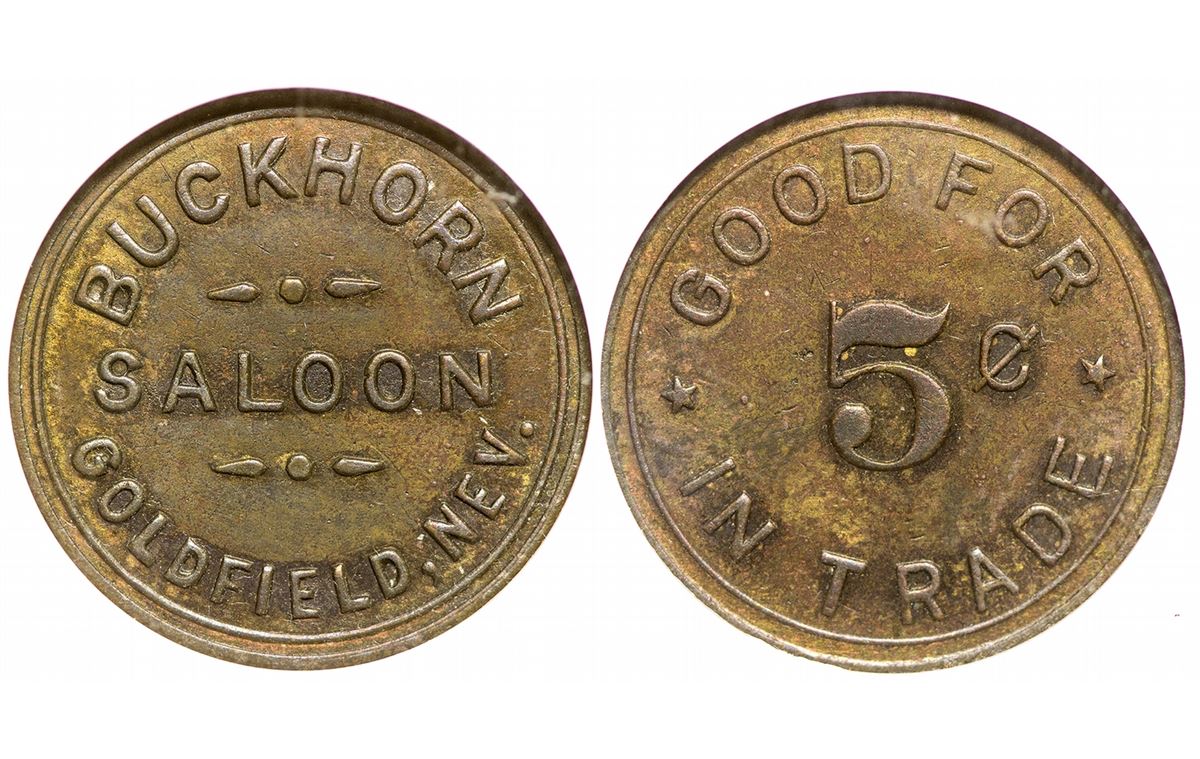 BUCKHORN
SALOON
GOLDFIELD, NEV.
GOOD FOR
5¢
IN TRADE